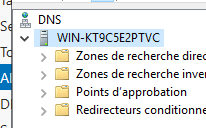 DNS
WIN-KT9C5E2PTVC
Zones de recherche direc
Zones de recherche inver
Points d'approbation
Redirecteurs conditionne